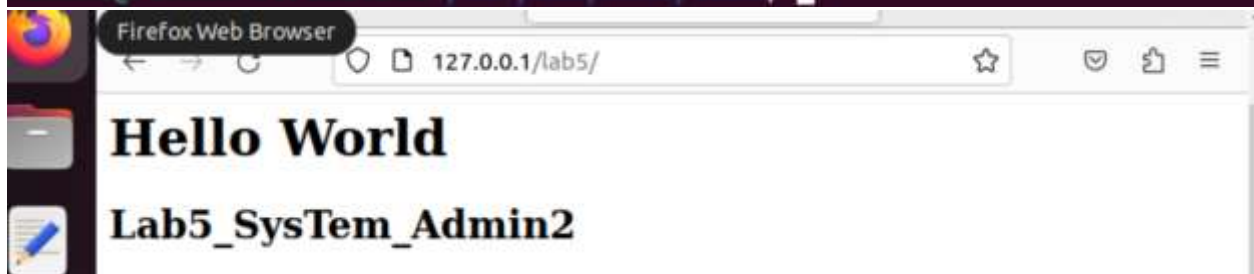 Firefox Web Browser
127.0.0.1/lab5/
Hello World
Lab5_SysTem_Admin2